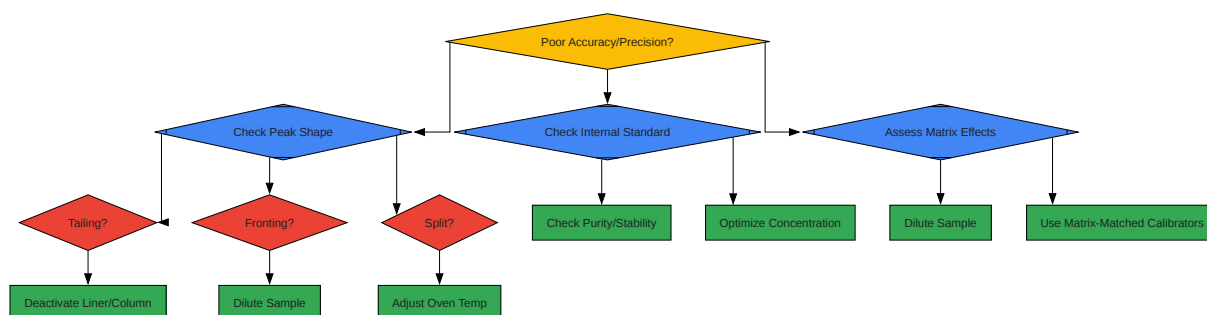 Poor Accuracy/Precision?
Check Peak Shape
Check Internal Standard
Assess Matrix Effects
Tailing?
Fronting?
Split?
Check Purity/Stability
Optimize Concentration
Dilute Sample
Use Matrix-Matched Calibrators
Deactivate Liner/Column
Dilute Sample
Adjust Oven Temp